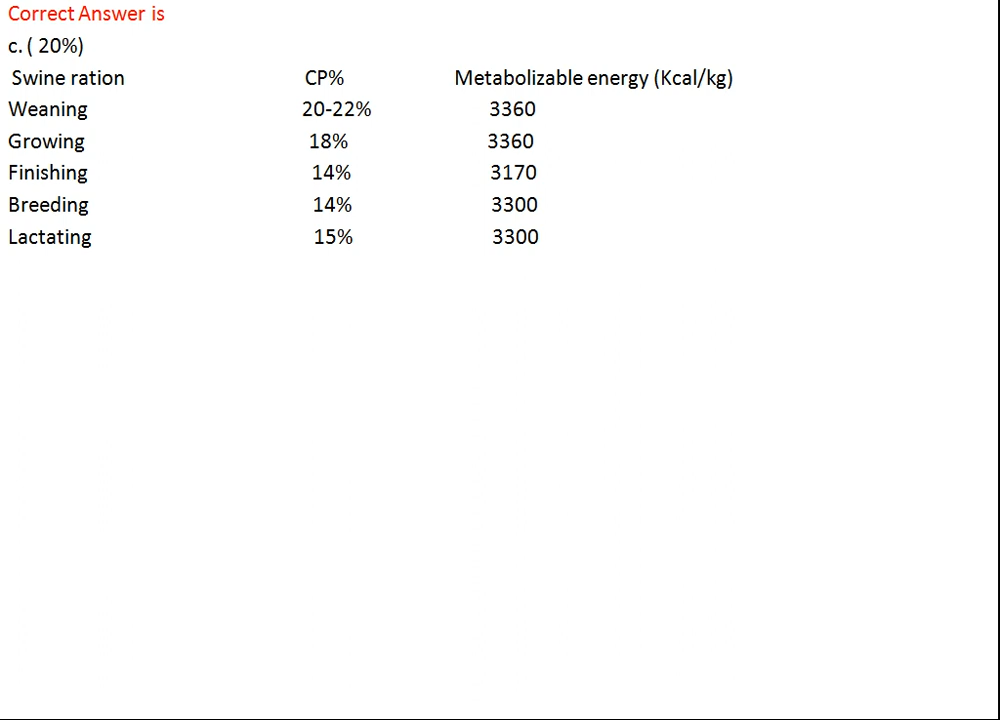 Correct Answer is
c. ( 20%)
Swine ration CP% Metabolizable energy (Kcal/kg)
Weaning 20-22% 3360
Growing 18% 3360
Finishing 14% 3170
Breeding 14% 3300
Lactating 15% 3300